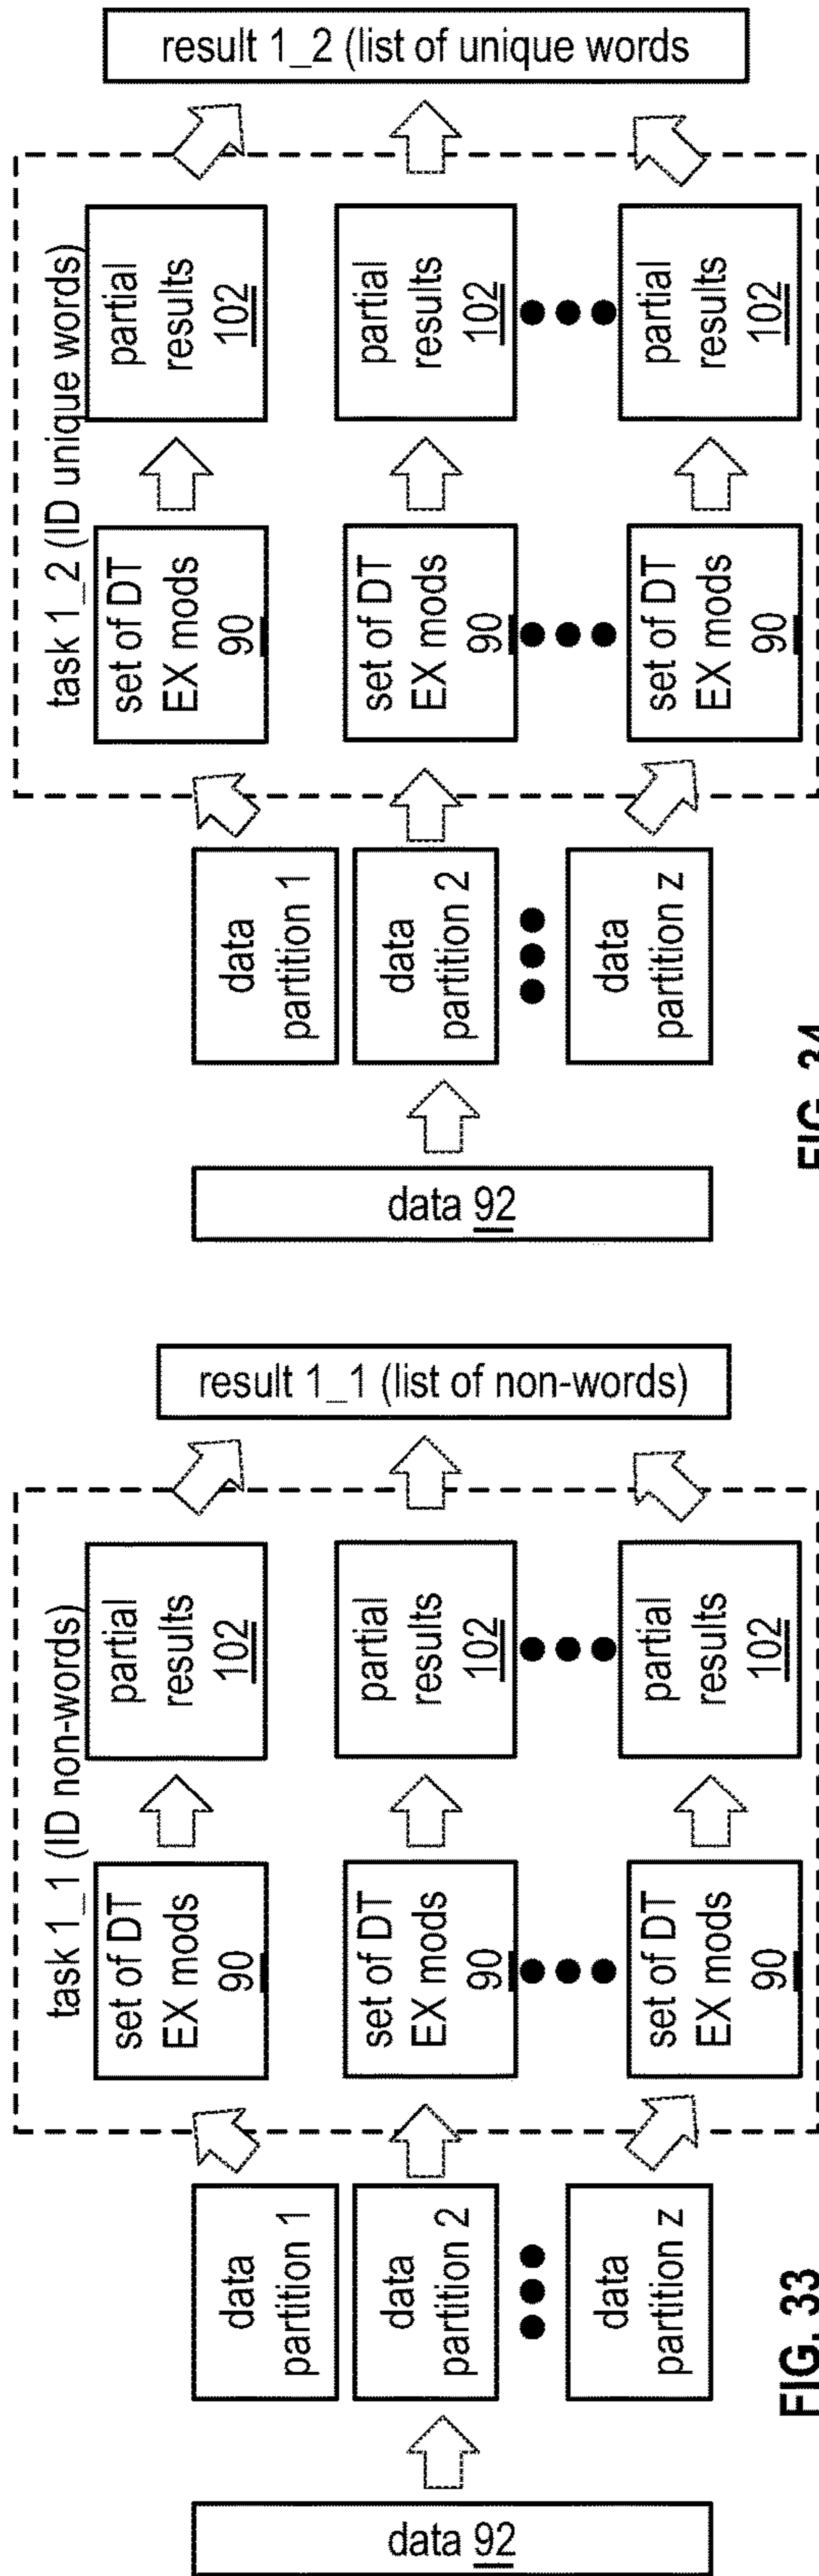 data 92
data
partition 1
data
partition 2
data
partition z
task 1_1 (ID non-words)
set of DT
EX mods
90
set of DT
EX mods
90
set of DT
EX mods
90
partial
results
102
partial
results
102
partial
results
102
result 1_1 (list of non-words)
FIG. 33
data 92
data
partition 1
data
partition 2
data
partition z
task 1_2 (ID unique words)
set of DT
EX mods
90
set of DT
EX mods
90
set of DT
EX mods
90
partial
results
102
partial
results
102
partial
results
102
result 1_2 (list of unique words
FIG. 34